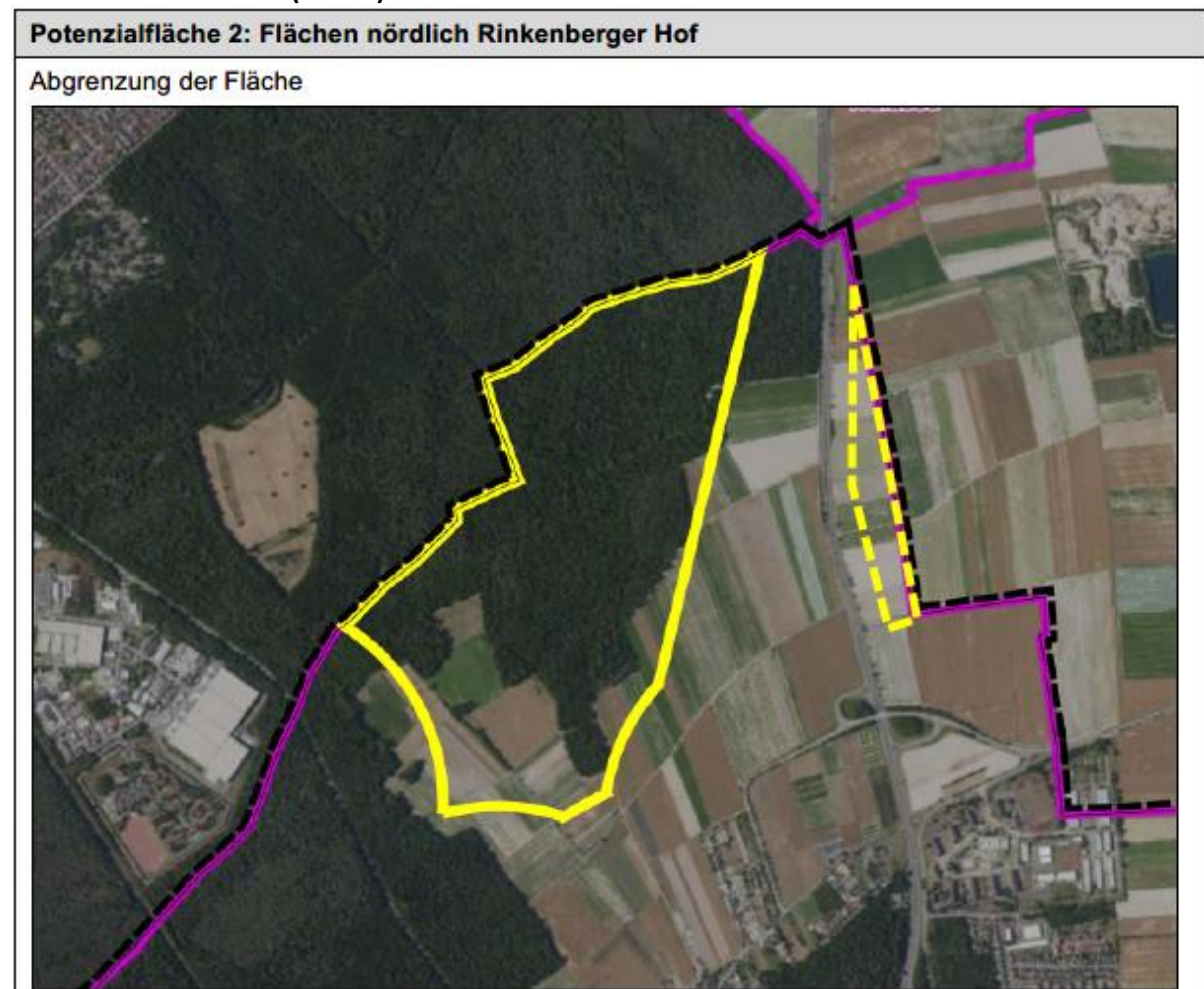 Potenzialfläche 2: Flächen nördlich Rinkenberger Hof
Abgrenzung der Fläche